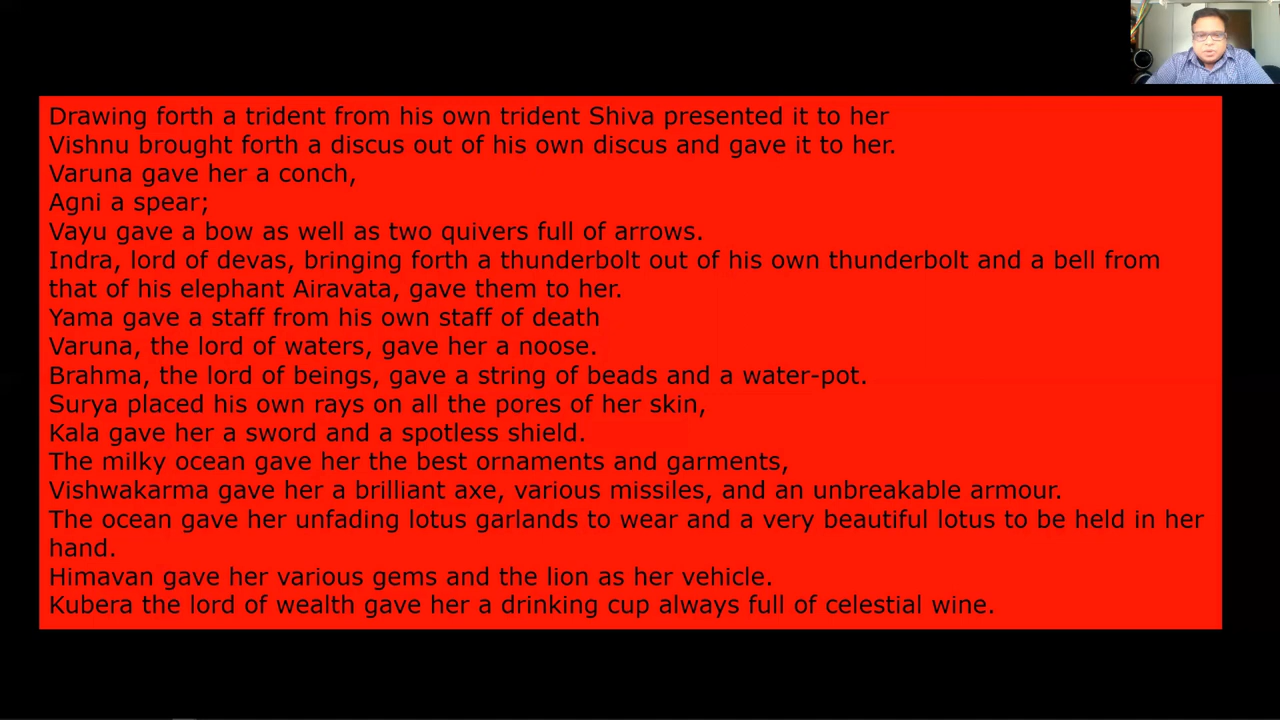 Drawing forth a trident from his own trident Shiva presented it to her
Vishnu brought forth a discus out of his own discus and gave it to her.
Varuna gave her a conch,
Agni a spear;
Vayu gave a bow as well as two quivers full of arrows.
Indra, lord of devas, bringing forth a thunderbolt out of his own thunderbolt and a bell from
that of his elephant Airavata, gave them to her.
Yama gave a staff from his own staff of death
Varuna, the lord of waters, gave her a noose.
Brahma, the lord of beings, gave a string of beads and a water-pot.
Surya placed his own rays on all the pores of her skin,
Kala gave her a sword and a spotless shield.
The milky ocean gave her the best ornaments and garments,
Vishwakarma gave her a brilliant axe, various missiles, and an unbreakable armour.
The ocean gave her unfading lotus garlands to wear and a very beautiful lotus to be held in her
hand.
Himavan gave her various gems and the lion as her vehicle.
Kubera the lord of wealth gave her a drinking cup always full of celestial wine.